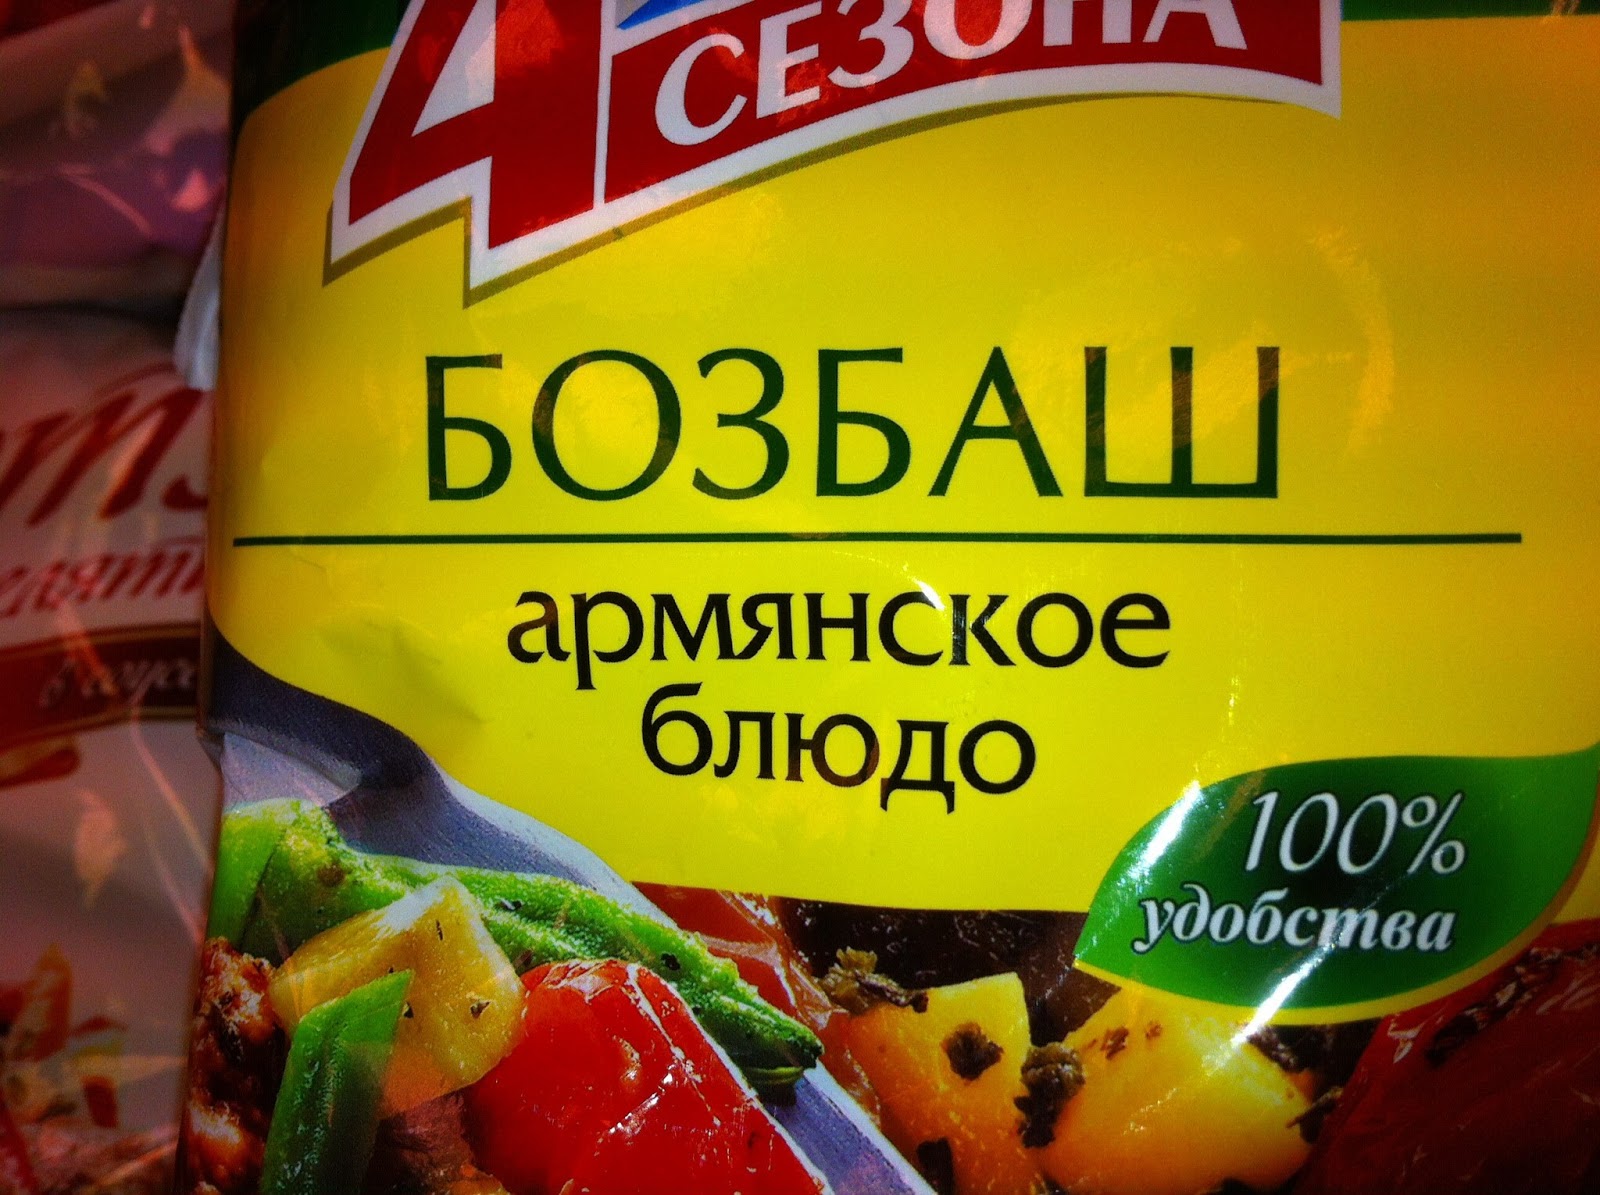 4 СЕЗОНА
БОЗБАШ
армянское
блюдо
100%
удобства